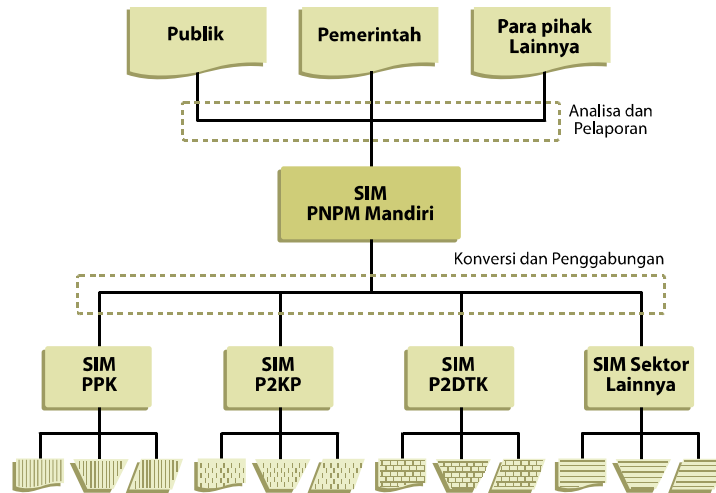 Publik
Pemerintah
Para pihak
Lainnya
Analisa dan
Pelaporan
SIM
PNPM Mandiri
Konversi dan Penggabungan
SIM
PPK
SIM
P2KP
SIM
P2DTK
SIM Sektor
Lainnya